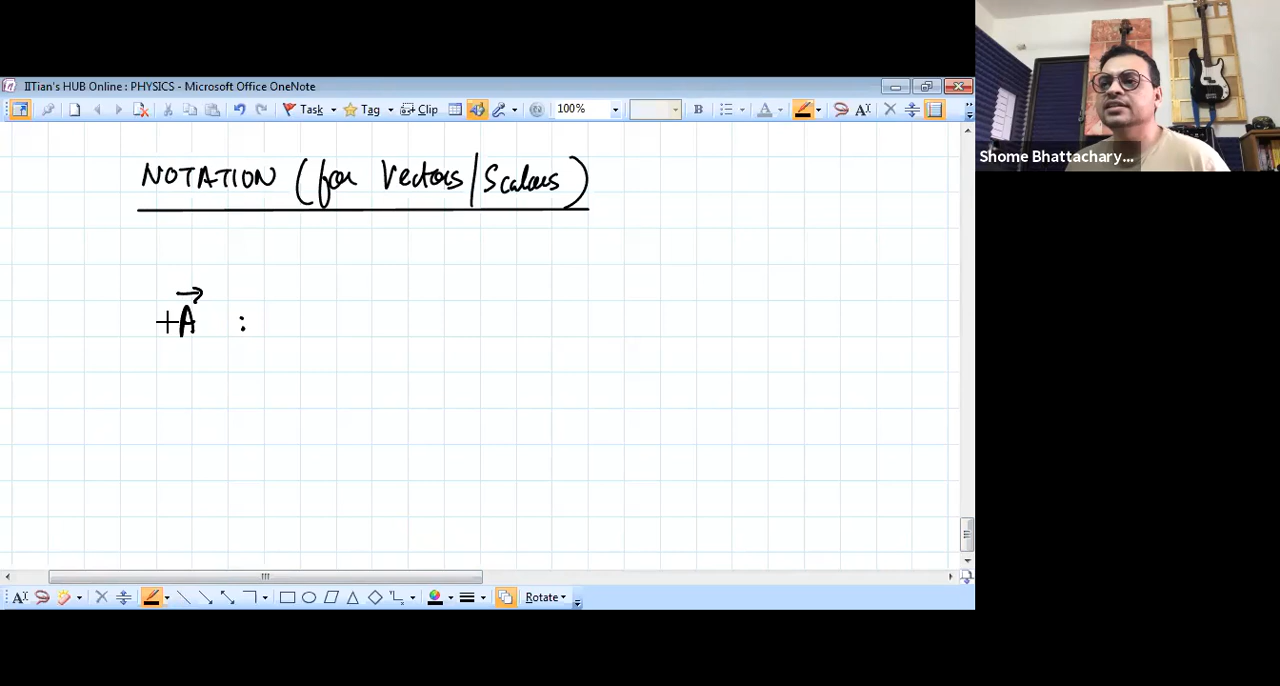 IITian's HUB Online : PHYSICS - Microsoft Office OneNote
Task Tag Clip 100% B A A
NOTATION (for Vectors/Scalars)
+A⃗ :
A Rotate
Shome Bhattachary...